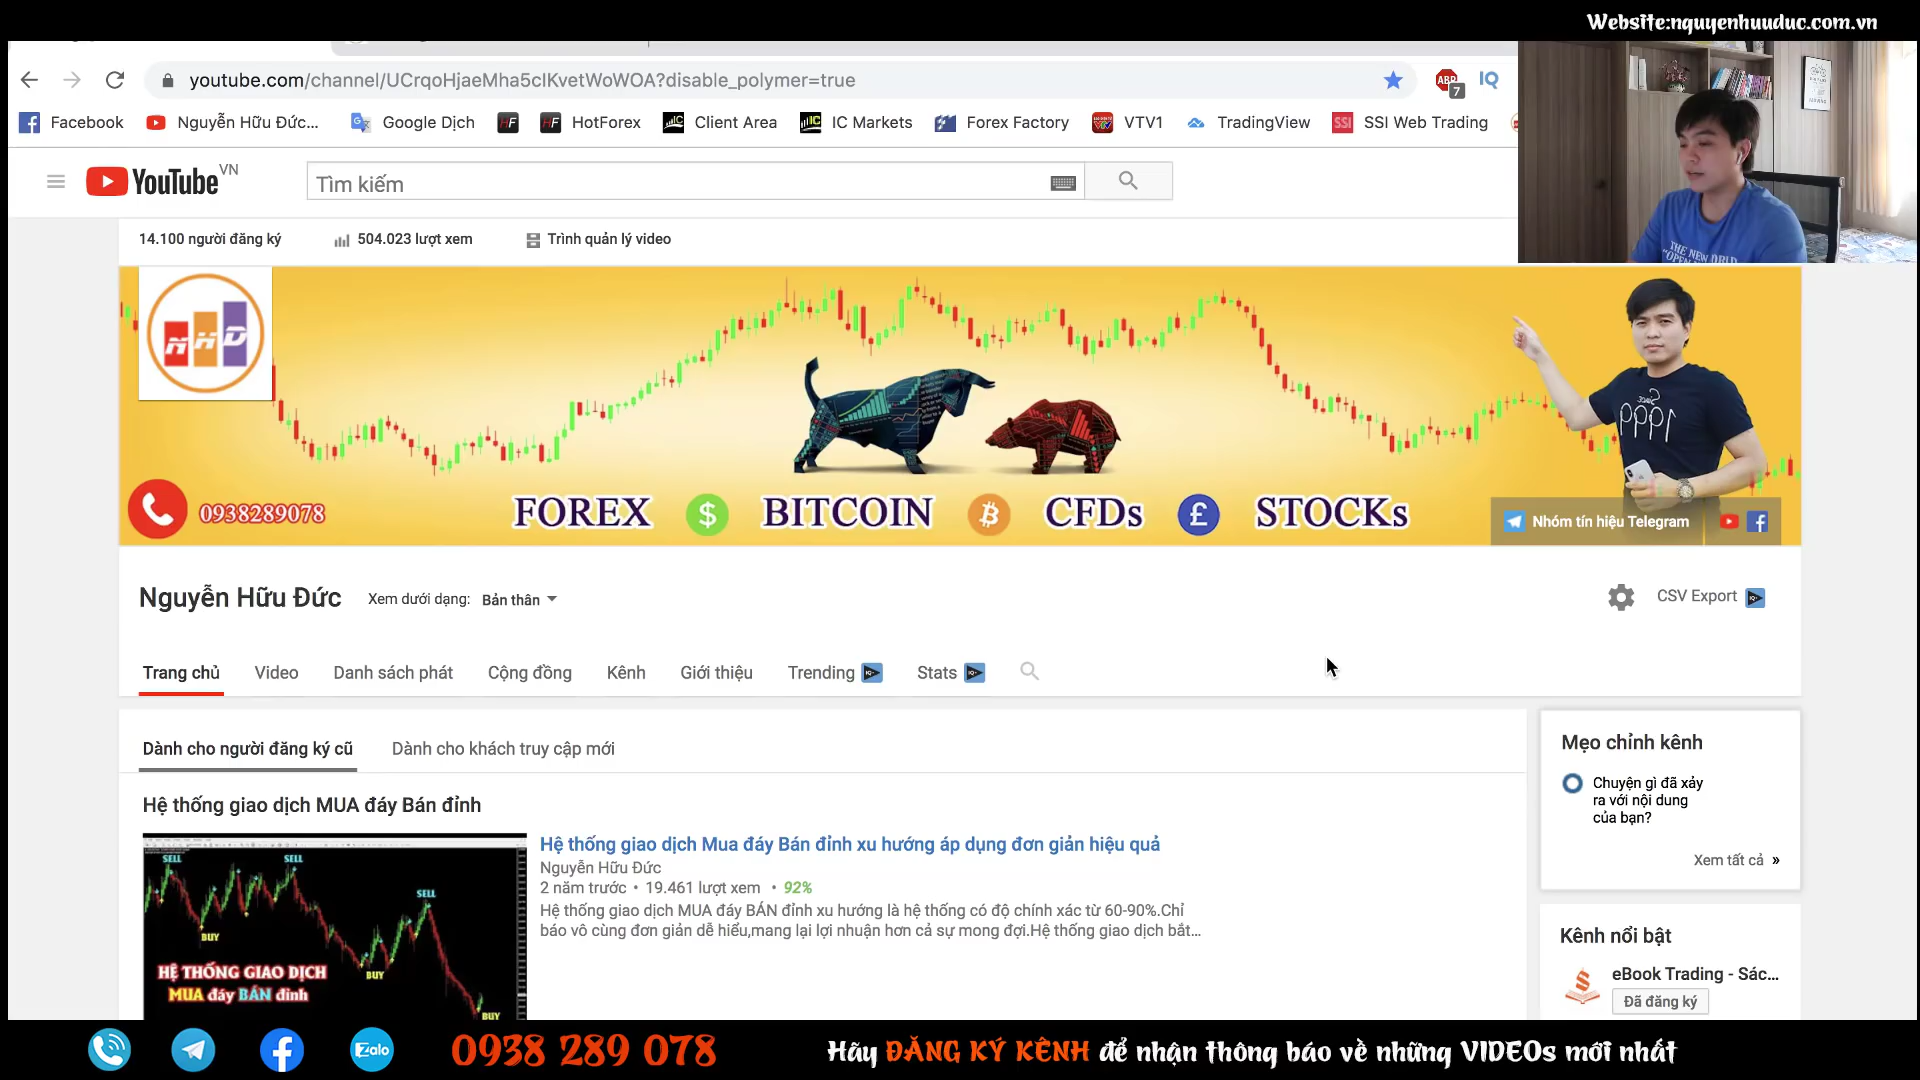 Website:nguyenhuuduc.com.vn
youtube.com/channel/UCrqoHjaeMha5cIKvetWoWOA?disable_polymer=true
ABP
7
IQ
Facebook
Nguyễn Hữu Đức...
Google Dịch
HotForex
Client Area
IC Markets
Forex Factory
VTV1
TradingView
SSI Web Trading
YouTube VN
Tìm kiếm
THE NEW
14.100 người đăng ký
504.023 lượt xem
Trình quản lý video
NHD
1999
0938289078
FOREX
BITCOIN
CFDs
STOCKs
Nhóm tín hiệu Telegram
Nguyễn Hữu Đức
Xem dưới dạng: Bản thân
CSV Export
Trang chủ
Video
Danh sách phát
Cộng đồng
Kênh
Giới thiệu
Trending
Stats
Dành cho người đăng ký cũ
Dành cho khách truy cập mới
Hệ thống giao dịch MUA đáy Bán đỉnh
SELL
SELL
SELL
BUY
BUY
BUY
HỆ THỐNG GIAO DỊCH
MUA đáy BÁN đỉnh
Hệ thống giao dịch Mua đáy Bán đỉnh xu hướng áp dụng đơn giản hiệu quả
Nguyễn Hữu Đức
2 năm trước • 19.461 lượt xem • 92%
Hệ thống giao dịch MUA đáy BÁN đỉnh xu hướng là hệ thống có độ chính xác từ 60-90%.Chỉ
báo vô cùng đơn giản dễ hiểu,mang lại lợi nhuận hơn cả sự mong đợi.Hệ thống giao dịch bắt...
Mẹo chỉnh kênh
Chuyện gì đã xảy
ra với nội dung
của bạn?
Xem tất cả »
Kênh nổi bật
eBook Trading - Sác...
Đã đăng ký
Zalo
0938 289 078
Hãy ĐĂNG KÝ KÊNH để nhận thông báo về những VIDEOs mới nhất